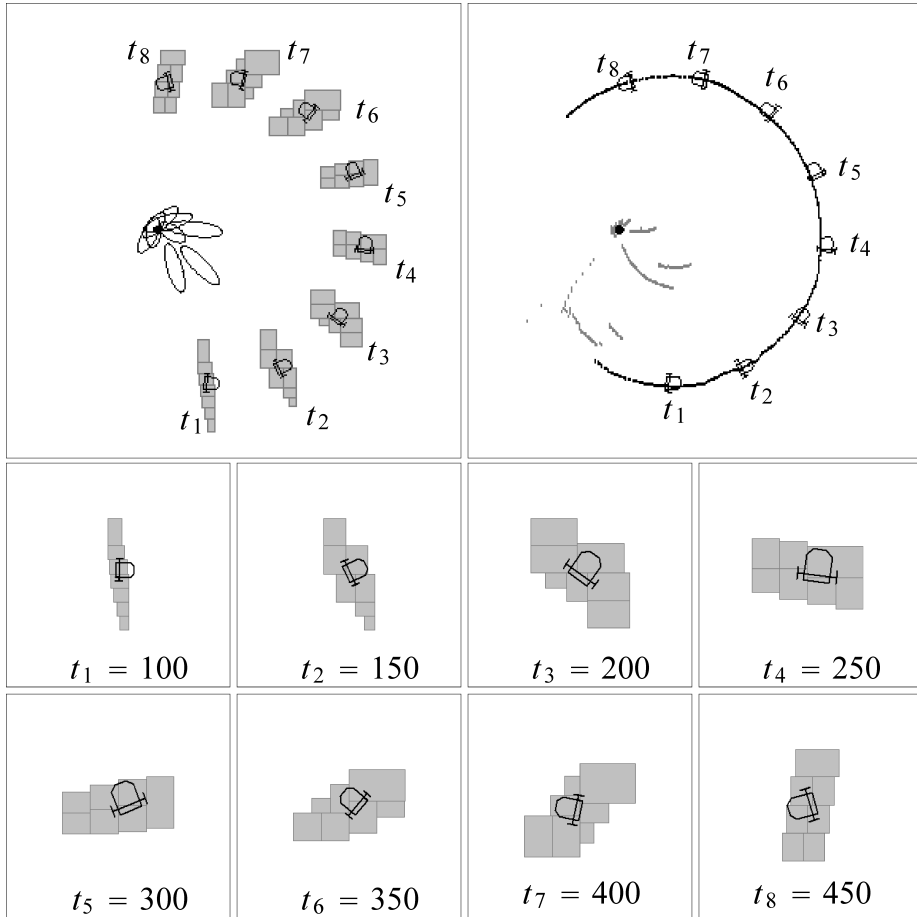 t8
t7
t6
t5
t4
t3
t2
t1
t8
t7
t6
t5
t4
t3
t2
t1
t1 = 100
t2 = 150
t3 = 200
t4 = 250
t5 = 300
t6 = 350
t7 = 400
t8 = 450